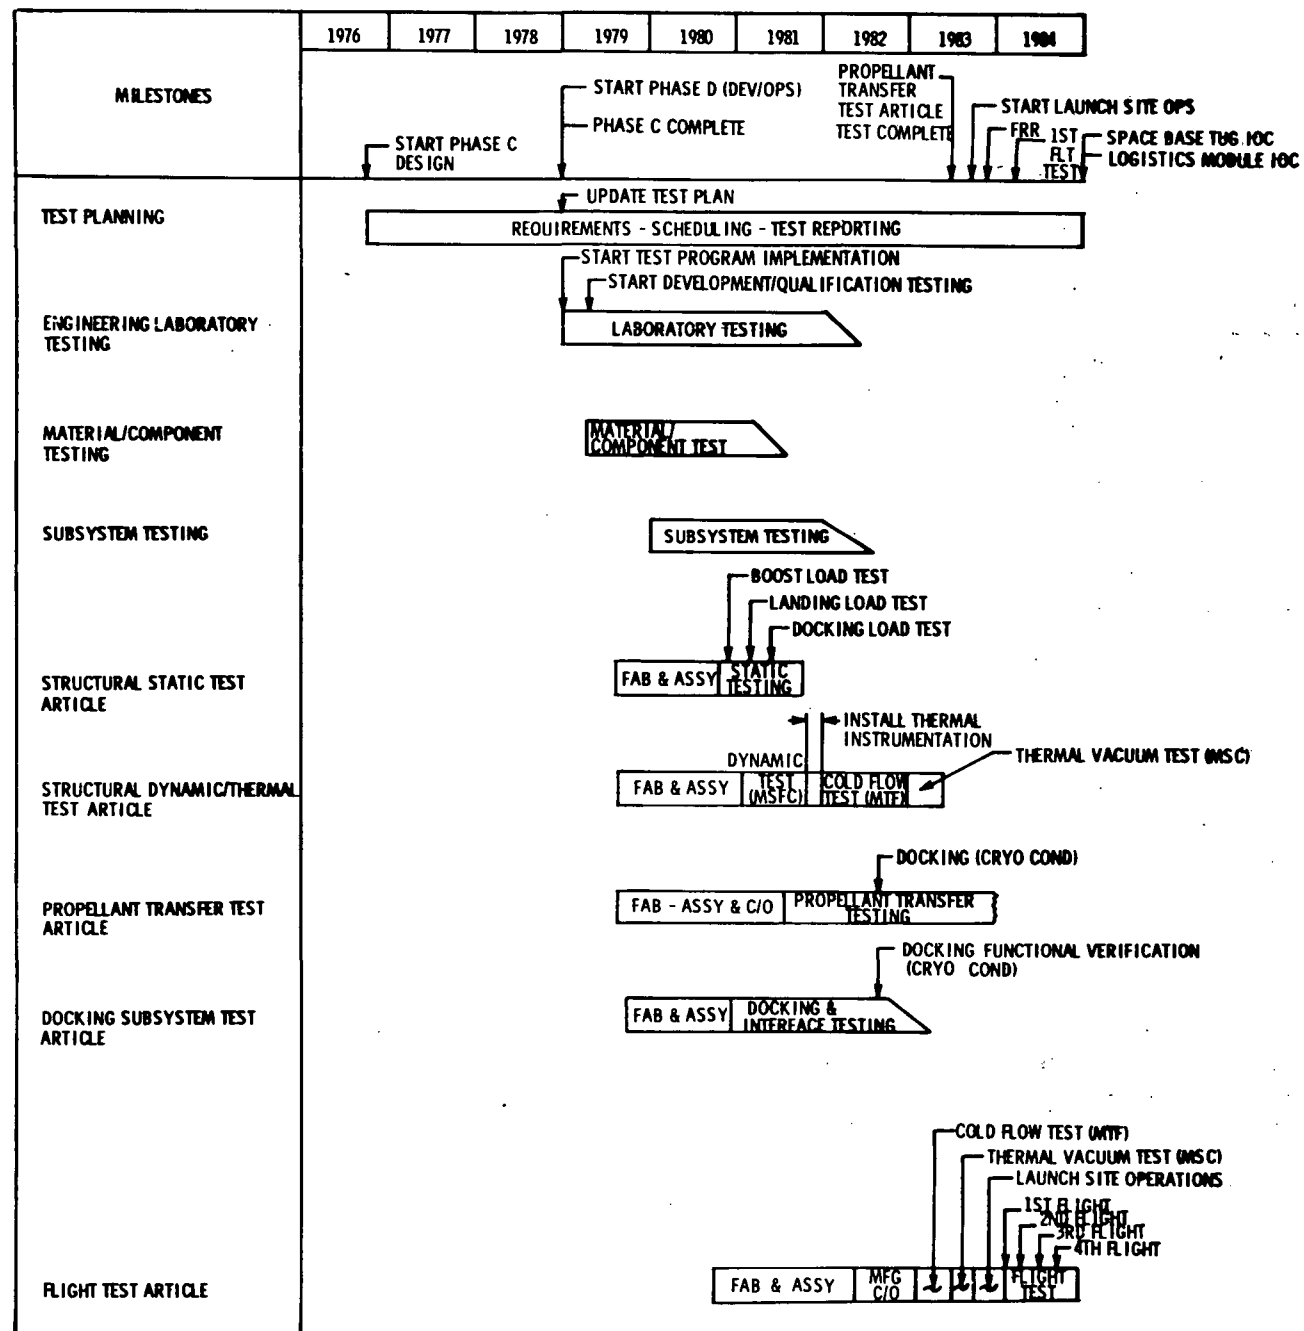 1976 1977 1978 1979 1980 1981 1982 1983 1984
MILESTONES
START PHASE C
DESIGN
START PHASE D (DEV/OPS)
PHASE C COMPLETE
PROPELLANT
TRANSFER
TEST ARTICLE
TEST COMPLETE
START LAUNCH SITE OPS
FRR
1ST
FLT
TEST
SPACE BASE TUG IOC
LOGISTICS MODULE IOC
TEST PLANNING
UPDATE TEST PLAN
REQUIREMENTS - SCHEDULING - TEST REPORTING
START TEST PROGRAM IMPLEMENTATION
START DEVELOPMENT/QUALIFICATION TESTING
ENGINEERING LABORATORY
TESTING
LABORATORY TESTING
MATERIAL/COMPONENT
TESTING
MATERIAL/
COMPONENT TEST
SUBSYSTEM TESTING
SUBSYSTEM TESTING
BOOST LOAD TEST
LANDING LOAD TEST
DOCKING LOAD TEST
STRUCTURAL STATIC TEST
ARTICLE
FAB & ASSY
STATIC
TESTING
INSTALL THERMAL
INSTRUMENTATION
THERMAL VACUUM TEST (MSC)
STRUCTURAL DYNAMIC/THERMAL
TEST ARTICLE
FAB & ASSY
DYNAMIC
TEST
(MSFC)
COLD FLOW
TEST (MTF)
DOCKING (CRYO COND)
PROPELLANT TRANSFER TEST
ARTICLE
FAB - ASSY & C/O
PROPELLANT TRANSFER
TESTING
DOCKING FUNCTIONAL VERIFICATION
(CRYO COND)
DOCKING SUBSYSTEM TEST
ARTICLE
FAB & ASSY
DOCKING &
INTERFACE TESTING
COLD FLOW TEST (MTF)
THERMAL VACUUM TEST (MSC)
LAUNCH SITE OPERATIONS
1ST FLIGHT
2ND FLIGHT
3RD FLIGHT
4TH FLIGHT
FLIGHT TEST ARTICLE
FAB & ASSY
MFG
C/O
FLIGHT
TEST